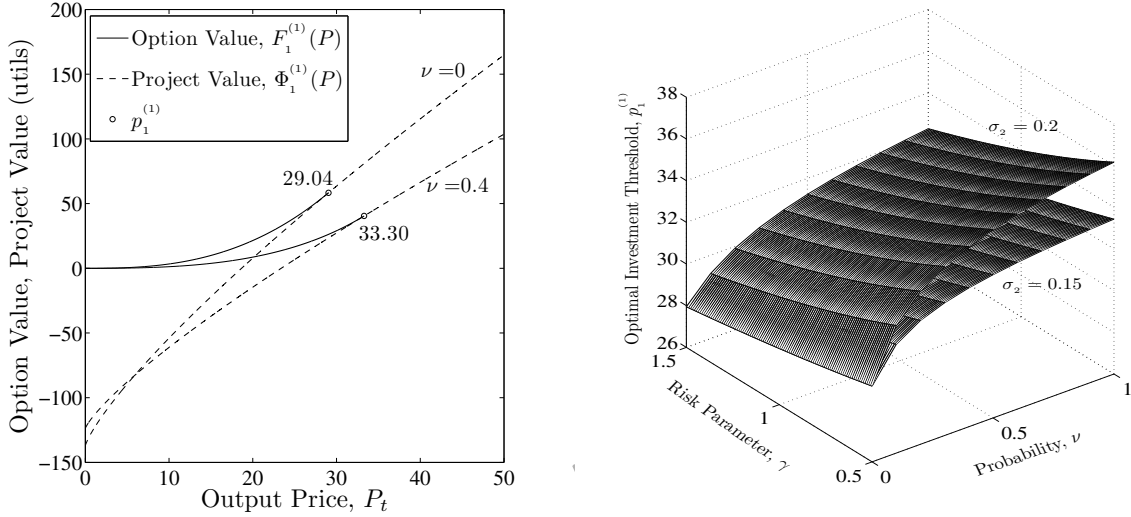 Option Value, Project Value (utils)
200
150
100
50
0
−50
−100
−150
Option Value, F₁⁽¹⁾(P)
Project Value, Φ₁⁽¹⁾(P)
p₁⁽¹⁾
ν =0
29.04
ν =0.4
33.30
0
10
20
30
40
50
Output Price, Pₜ
Optimal Investment Threshold, p₁⁽¹⁾
38
36
34
32
30
28
26
σ₂ = 0.2
σ₂ = 0.15
1.5
1
0.5
Risk Parameter, γ
0
0.5
1
Probability, ν